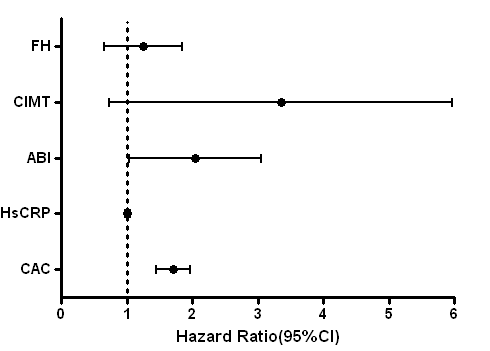 FH
CIMT
ABI
HsCRP
CAC
0 1 2 3 4 5 6
Hazard Ratio(95%CI)